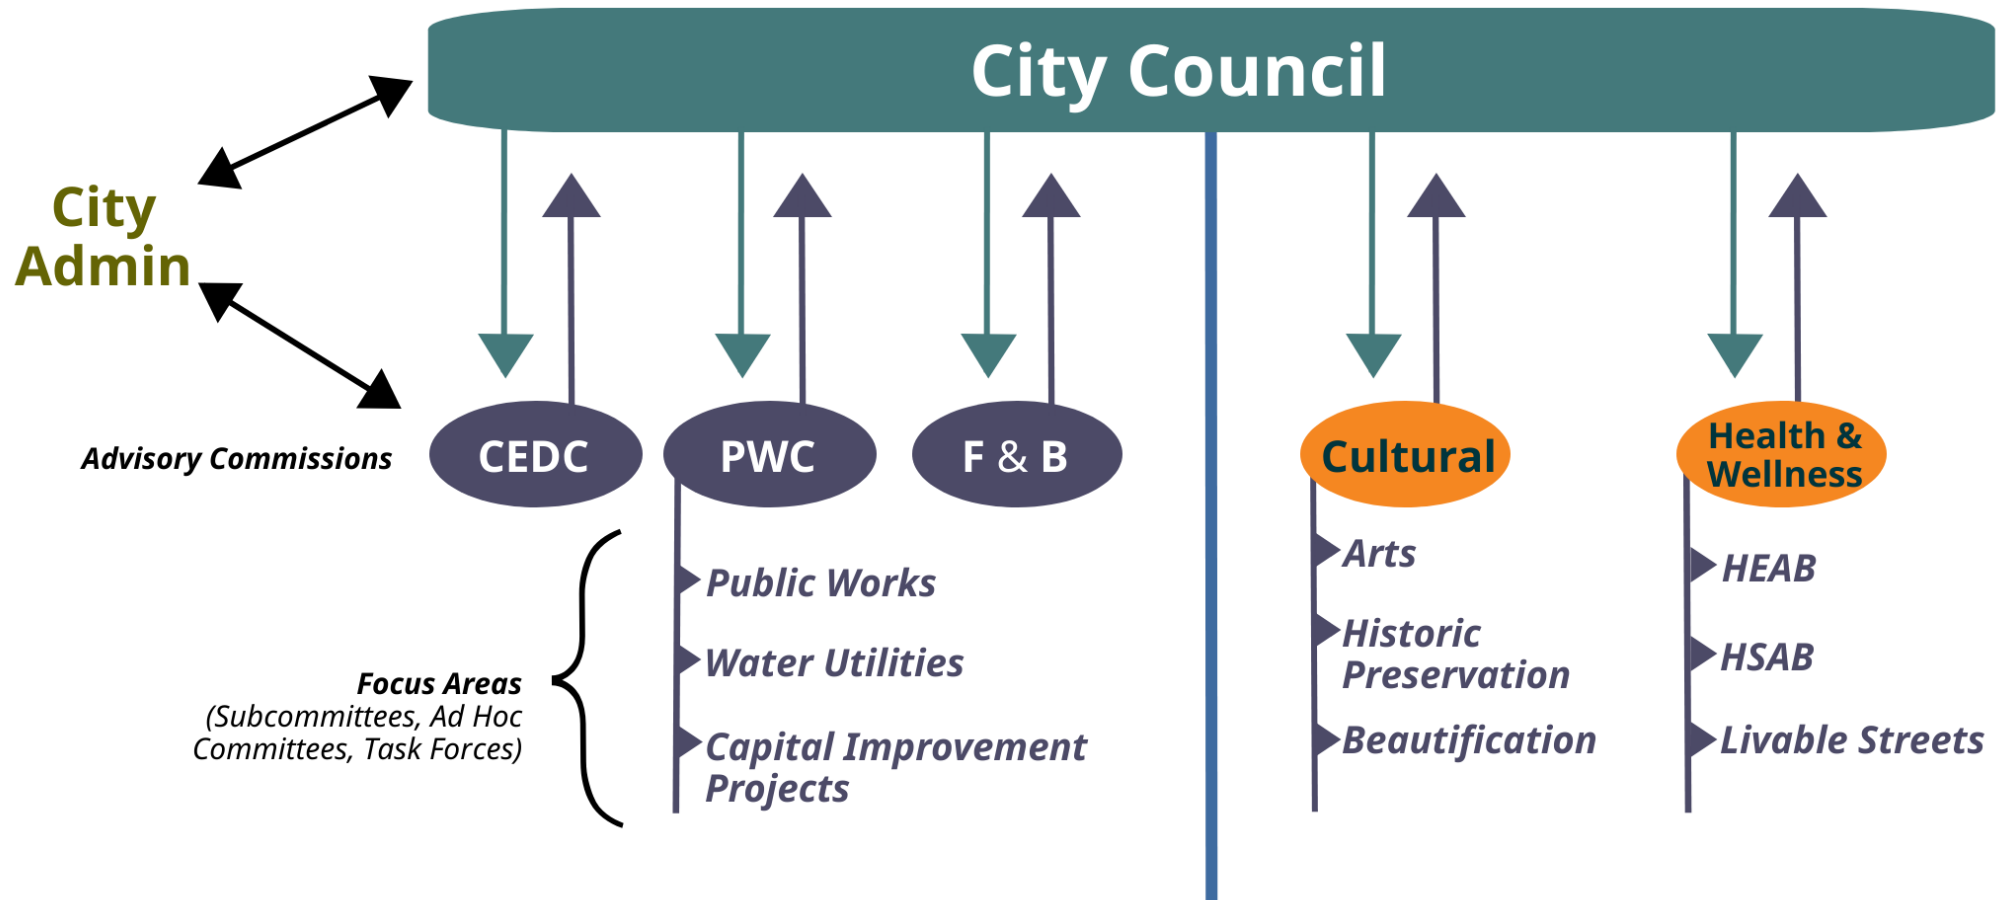 City Council
City
Admin
Advisory Commissions
CEDC
PWC
F & B
Cultural
Health &
Wellness
Focus Areas
(Subcommittees, Ad Hoc
Committees, Task Forces)
Public Works
Water Utilities
Capital Improvement
Projects
Arts
Historic
Preservation
Beautification
HEAB
HSAB
Livable Streets